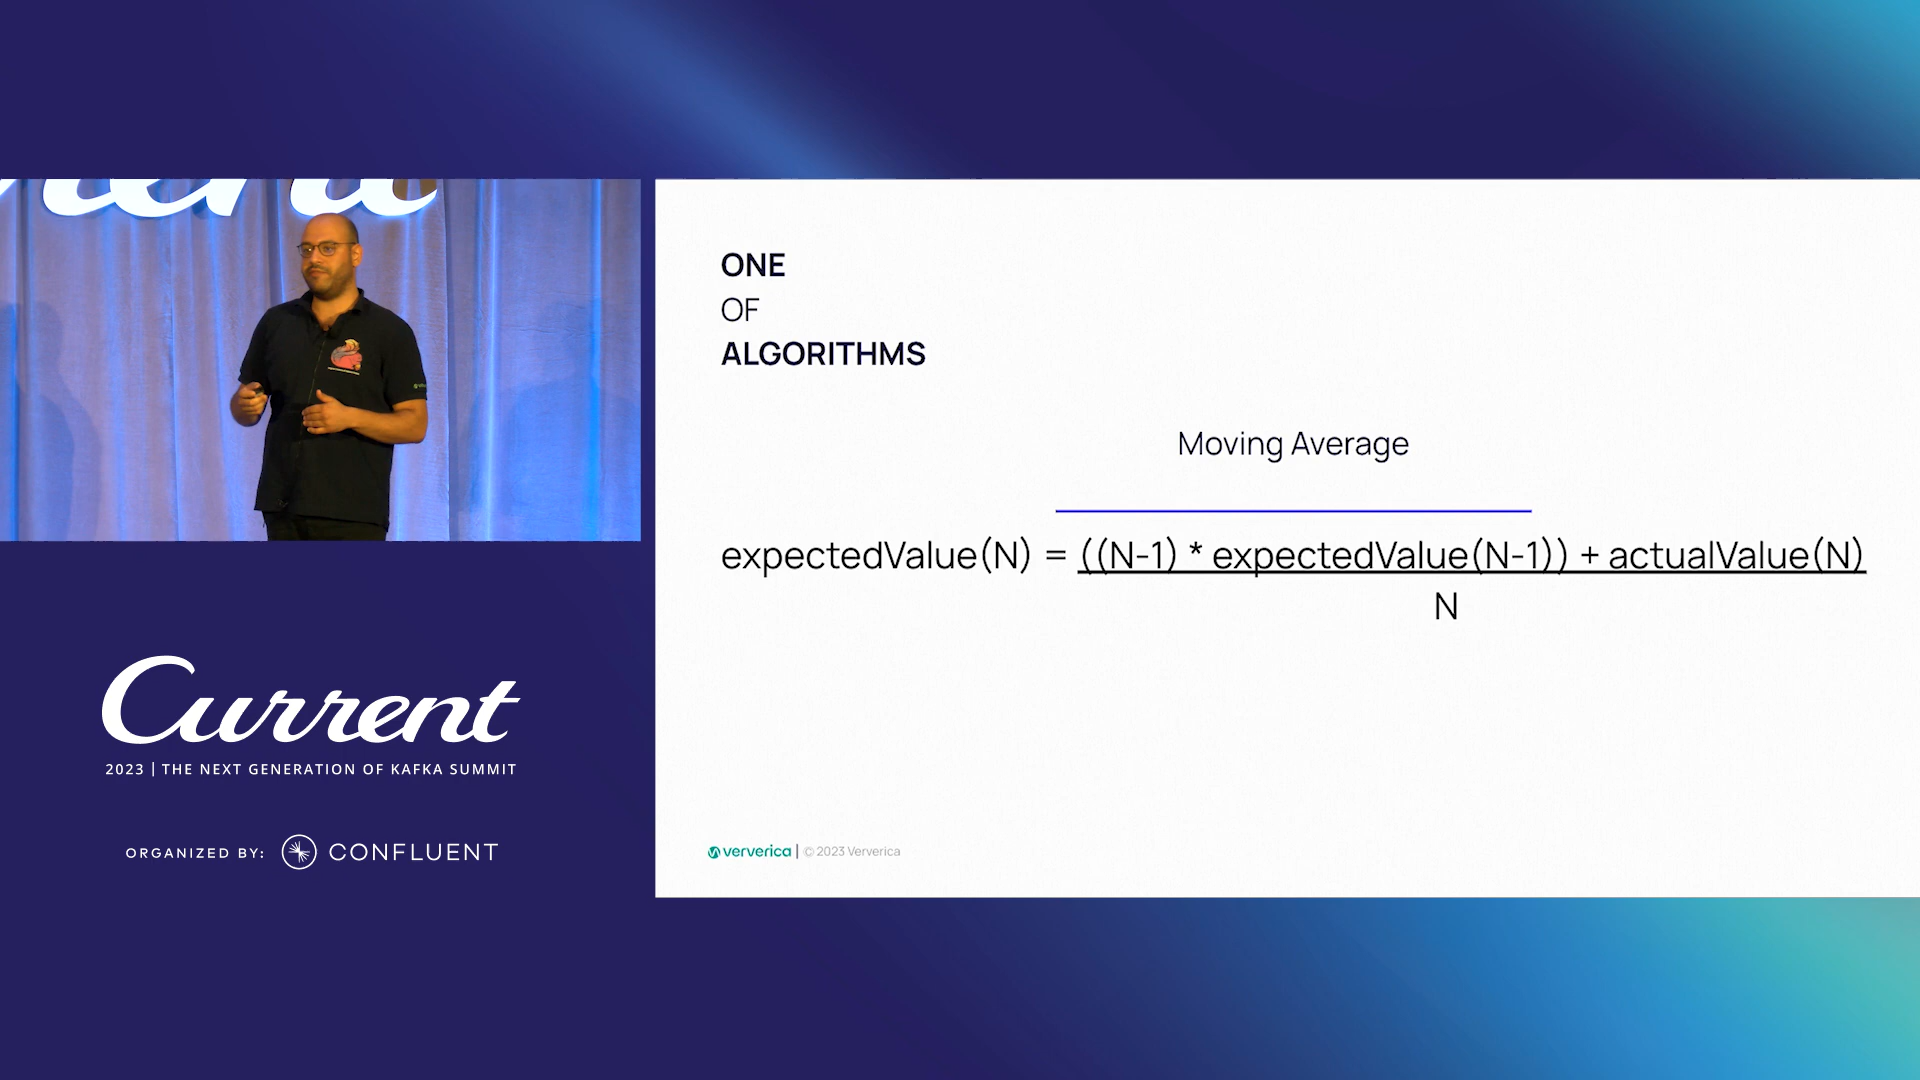 ONE
OF
ALGORITHMS
Moving Average
expectedValue(N) = ((N-1) * expectedValue(N-1)) + actualValue(N)
N
ververica | © 2023 Ververica
Current
2023 | THE NEXT GENERATION OF KAFKA SUMMIT
ORGANIZED BY: CONFLUENT